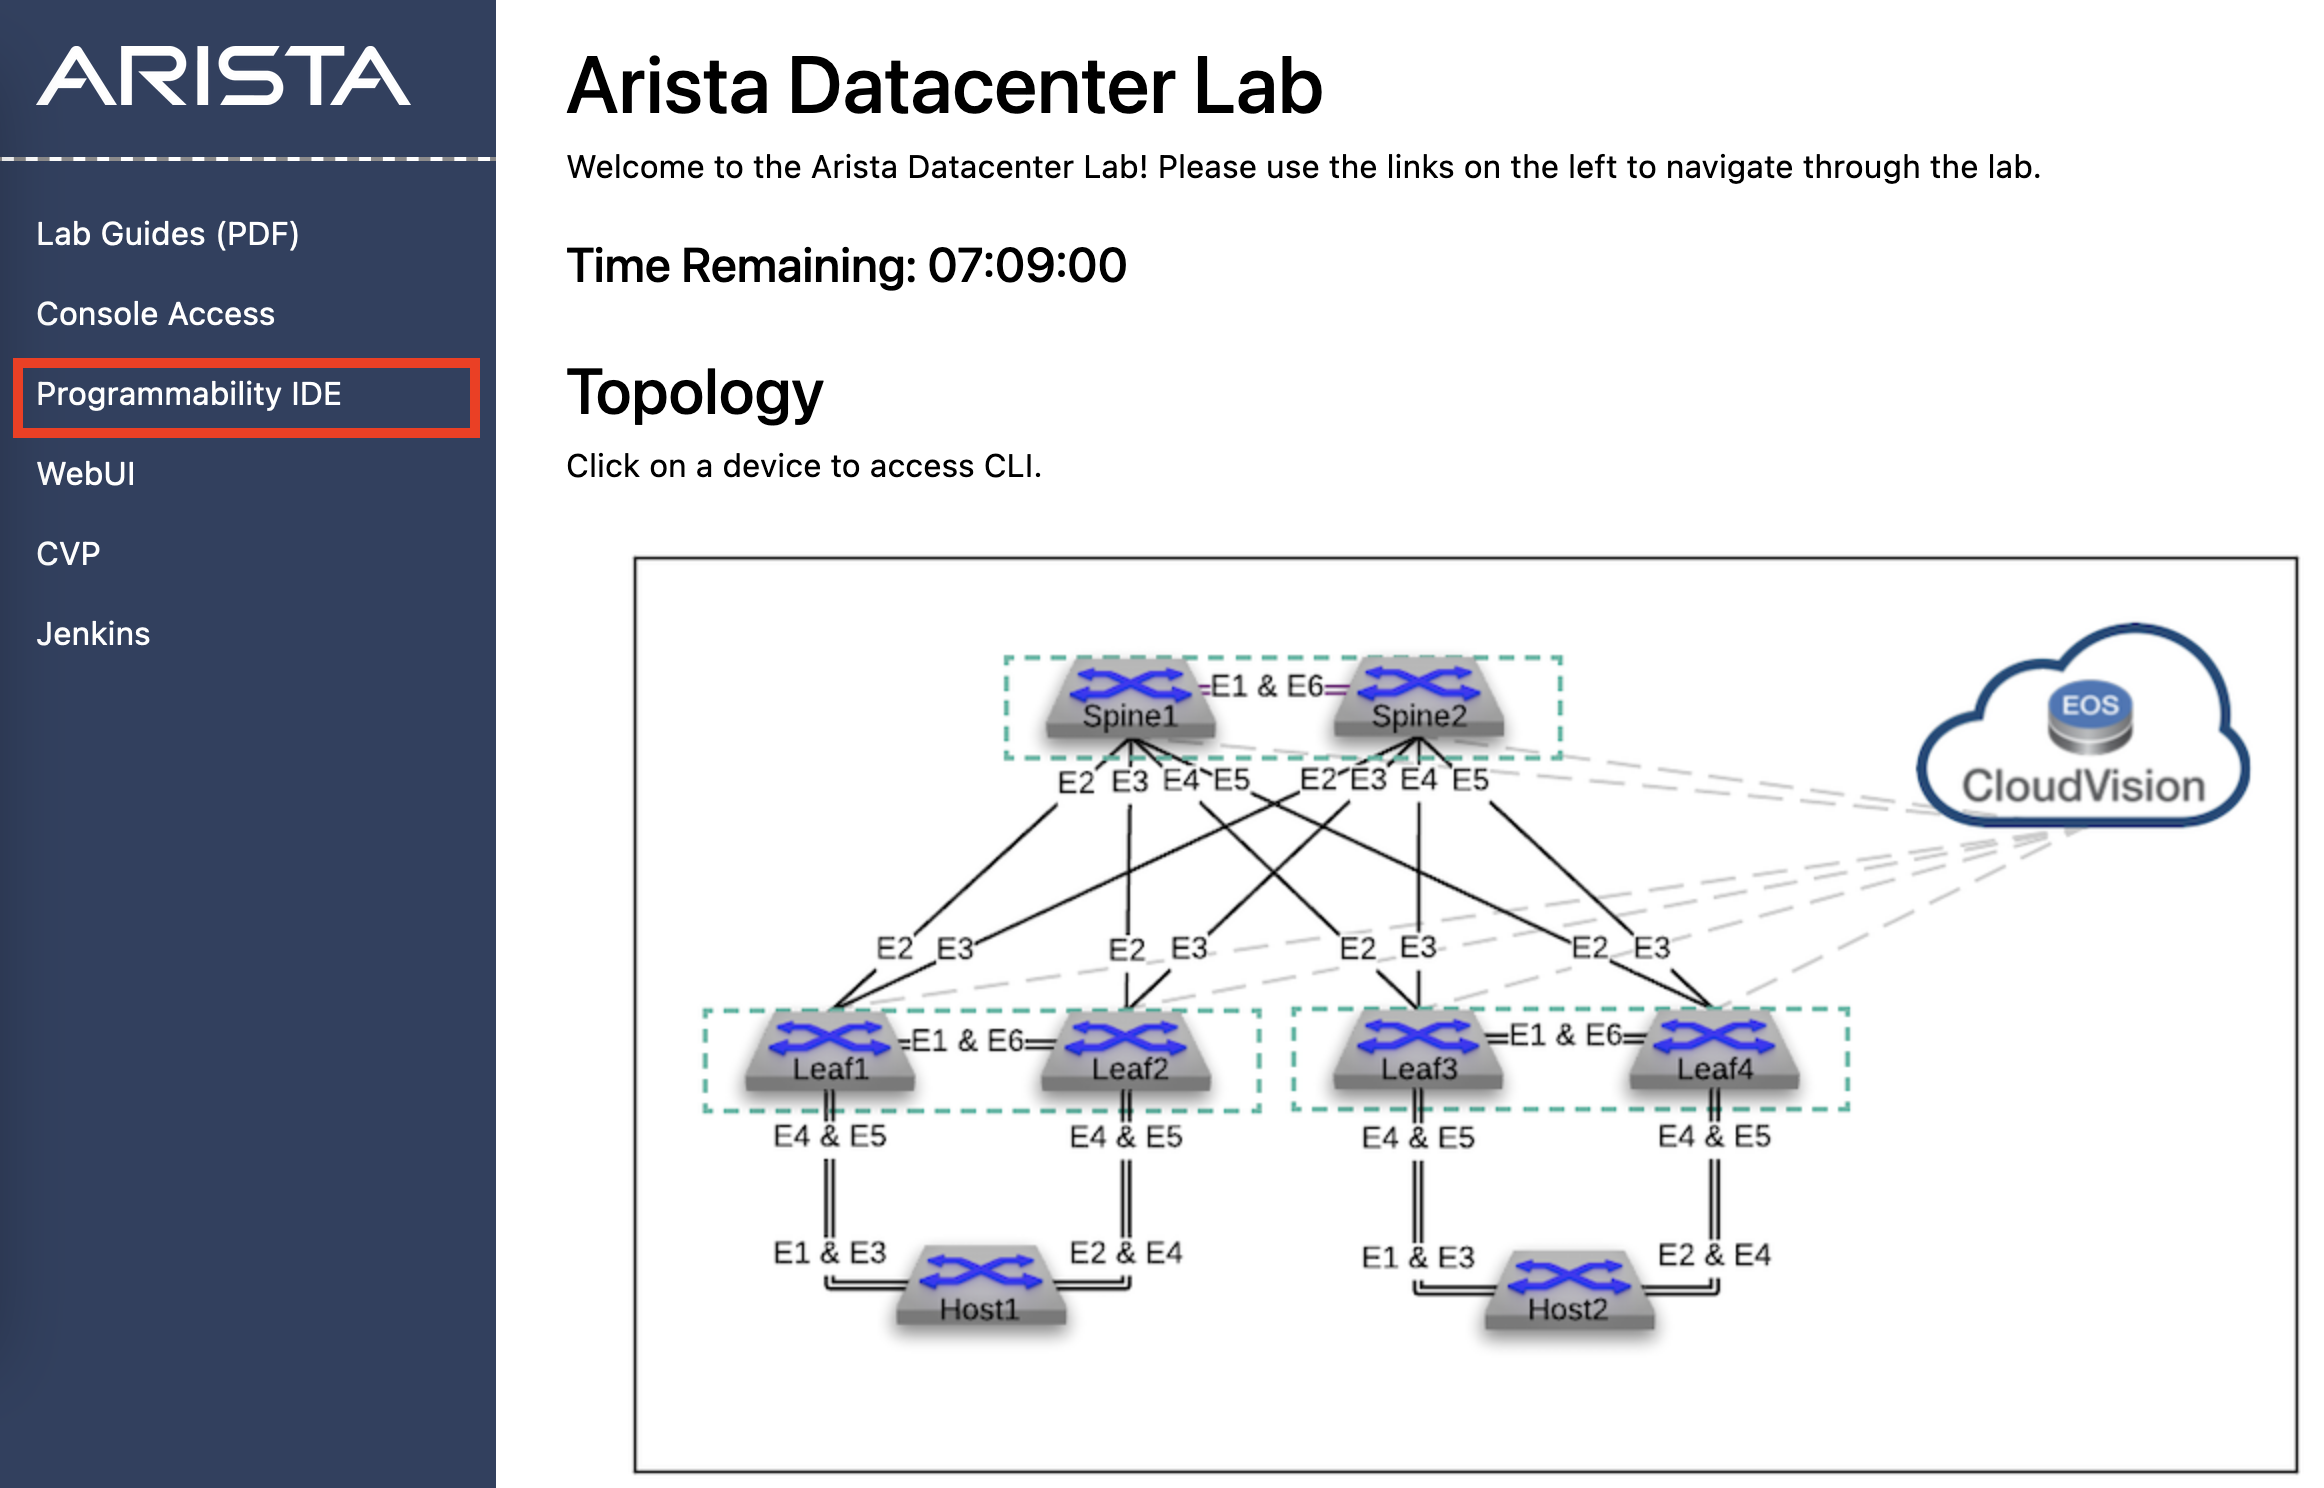 ARISTA
Lab Guides (PDF)
Console Access
Programmability IDE
WebUI
CVP
Jenkins
Arista Datacenter Lab
Welcome to the Arista Datacenter Lab! Please use the links on the left to navigate through the lab.
Time Remaining: 07:09:00
Topology
Click on a device to access CLI.
E1 & E6
Spine1 Spine2
EOS
CloudVision
E2 E3 E4 E5 E2 E3 E4 E5
E2 E3 E2 E3 E2 E3 E2 E3
E1 & E6 E1 & E6
Leaf1 Leaf2 Leaf3 Leaf4
E4 & E5 E4 & E5 E4 & E5 E4 & E5
E1 & E3 E2 & E4 E1 & E3 E2 & E4
Host1 Host2